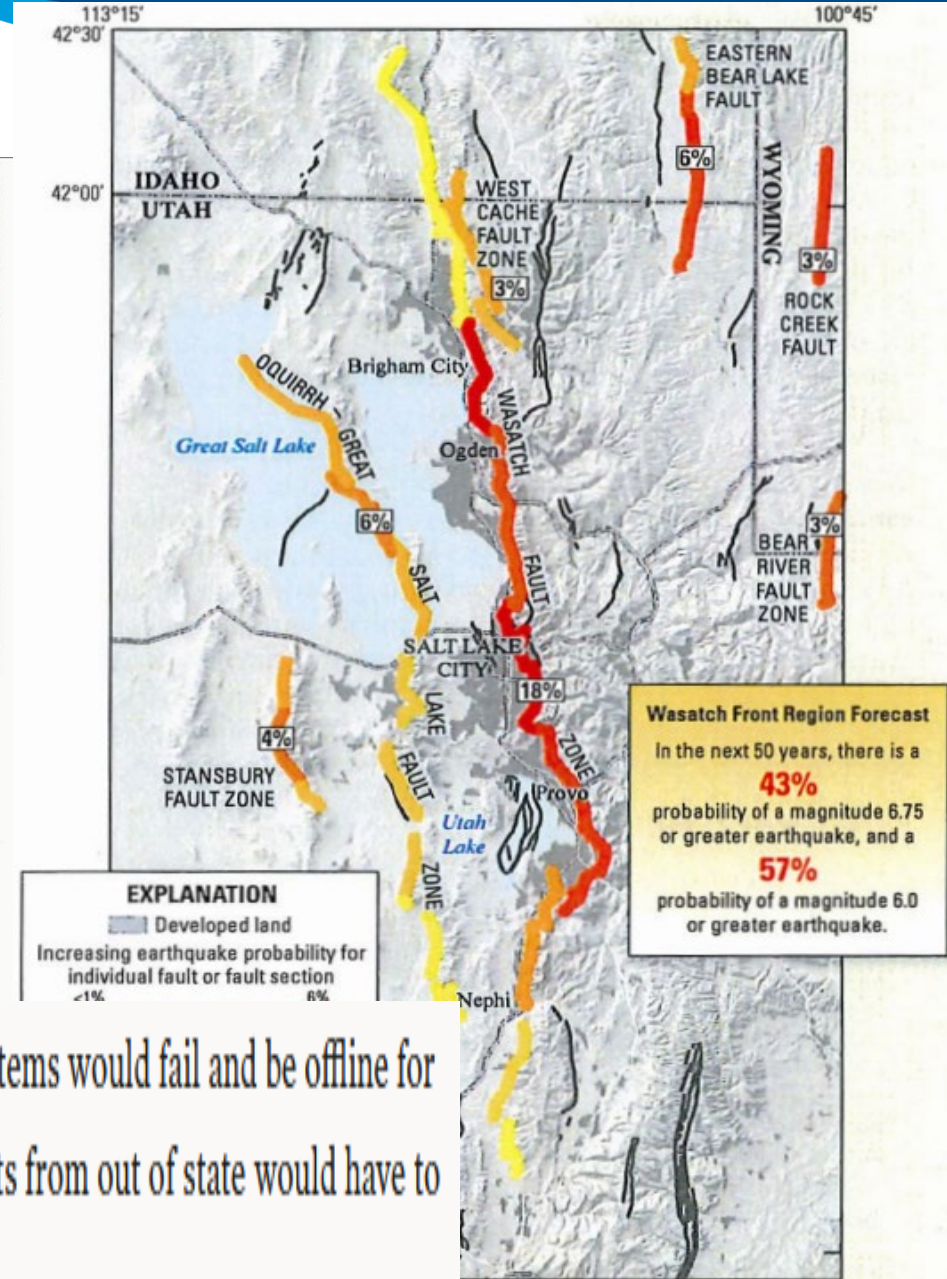 113°15'
100°45'
42°30'
EASTERN
BEAR LAKE
FAULT
6%
WYOMING
42°00'
IDAHO
UTAH
WEST
CACHE
FAULT
ZONE
3%
3%
ROCK
CREEK
FAULT
Brigham City
OQUIRRH – GREAT SALT LAKE FAULT ZONE
WASATCH FAULT ZONE
Great Salt Lake
Ogden
6%
3%
BEAR
RIVER
FAULT
ZONE
SALT LAKE
CITY
18%
4%
STANSBURY
FAULT ZONE
Provo
Utah
Lake
Wasatch Front Region Forecast
In the next 50 years, there is a
43%
probability of a magnitude 6.75
or greater earthquake, and a
57%
probability of a magnitude 6.0
or greater earthquake.
EXPLANATION
Developed land
Increasing earthquake probability for
individual fault or fault section
<1%
6%
Nephi
tems would fail and be offline for
ts from out of state would have to